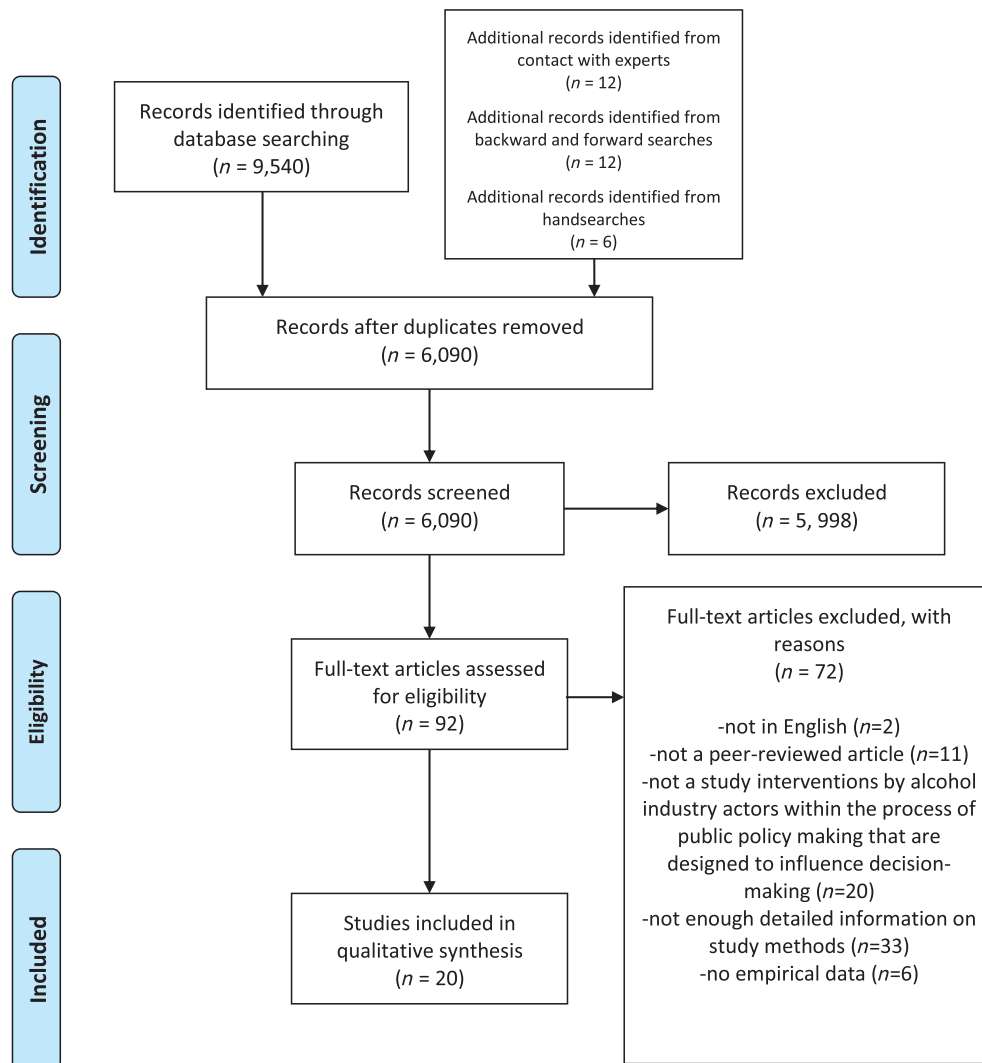 Identification
Records identified through
database searching
(n = 9,540)
Additional records identified from
contact with experts
(n = 12)
Additional records identified from
backward and forward searches
(n = 12)
Additional records identified from
handsearches
(n = 6)
Records after duplicates removed
(n = 6,090)
Screening
Records screened
(n = 6,090)
Records excluded
(n = 5, 998)
Eligibility
Full-text articles assessed
for eligibility
(n = 92)
Full-text articles excluded, with
reasons
(n = 72)
-not in English (n=2)
-not a peer-reviewed article (n=11)
-not a study interventions by alcohol
industry actors within the process of
public policy making that are
designed to influence decision-
making (n=20)
-not enough detailed information on
study methods (n=33)
-no empirical data (n=6)
Included
Studies included in
qualitative synthesis
(n = 20)